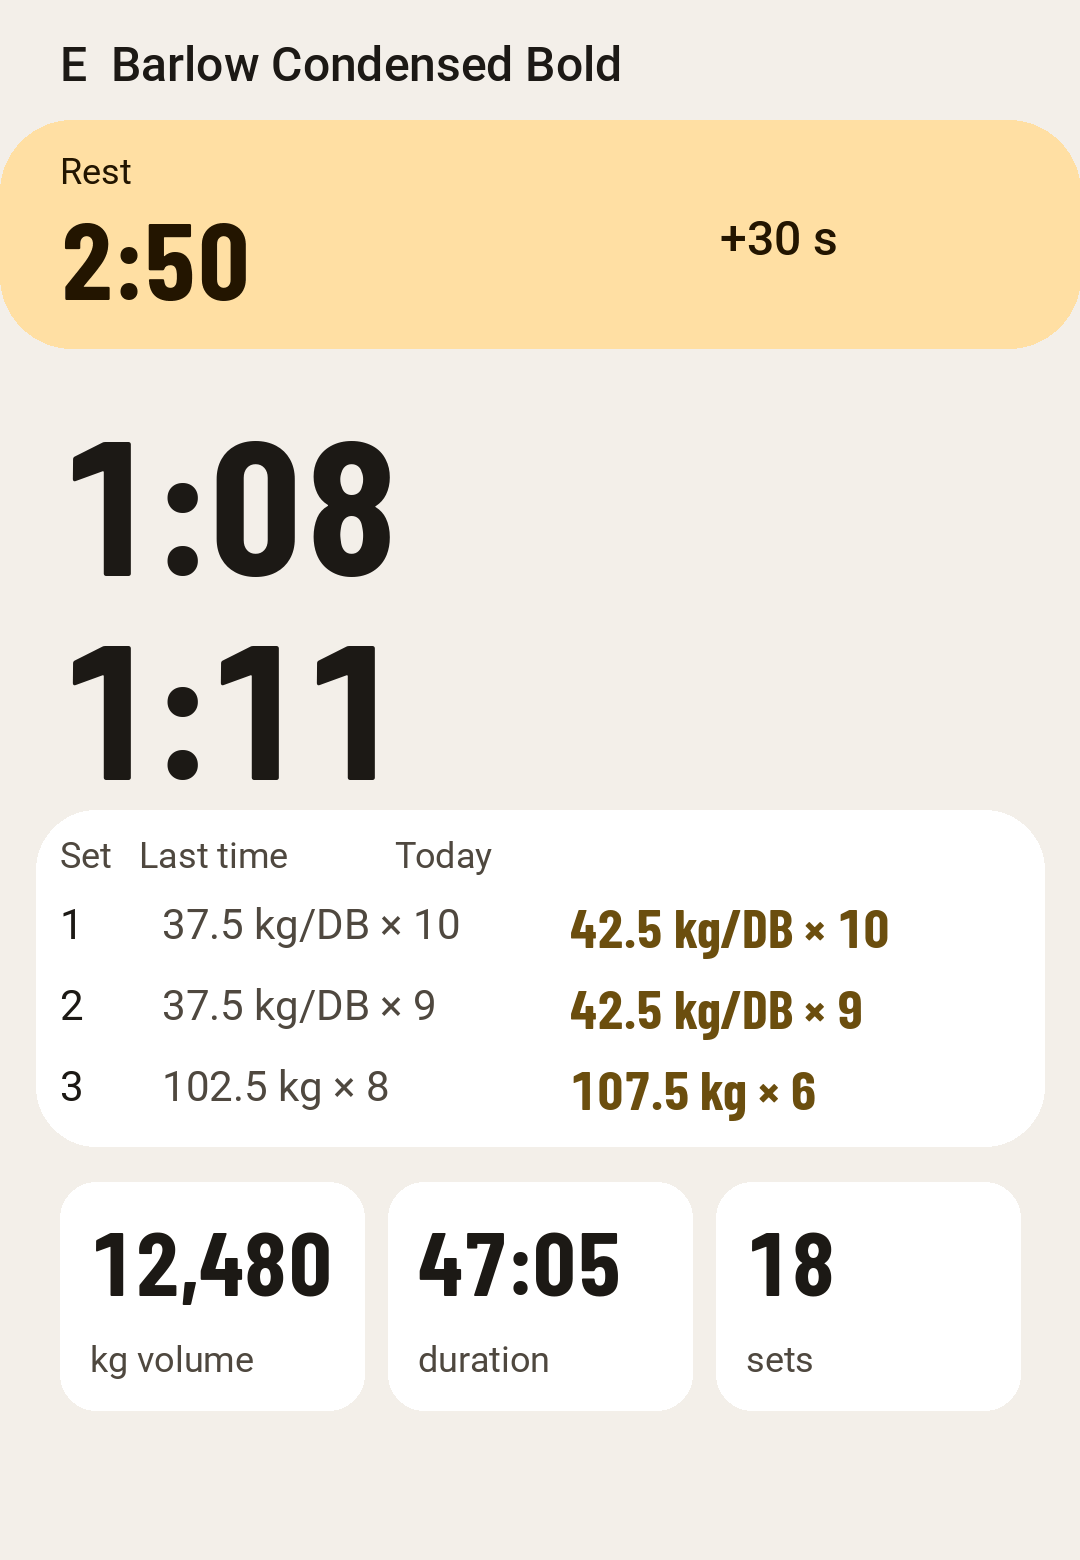 E Barlow Condensed Bold
Rest
2:50
+30 s
1:08
1:11
Set Last time Today
1 37.5 kg/DB × 10 42.5 kg/DB × 10
2 37.5 kg/DB × 9 42.5 kg/DB × 9
3 102.5 kg × 8 107.5 kg × 6
12,480 47:05 18
kg volume duration sets